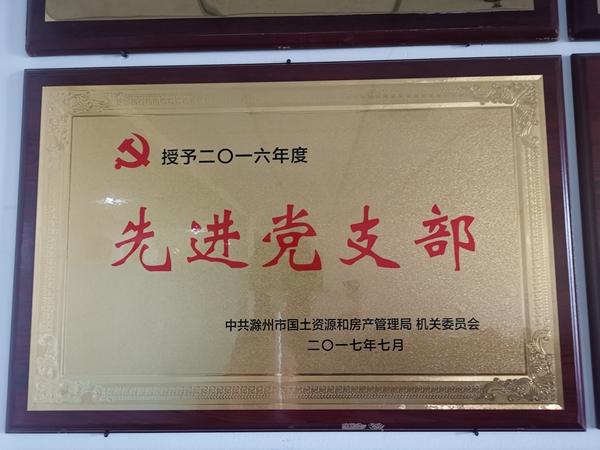 授予二〇一六年度
先进党支部
中共滁州市国土资源和房产管理局 机关委员会
二〇一七年七月